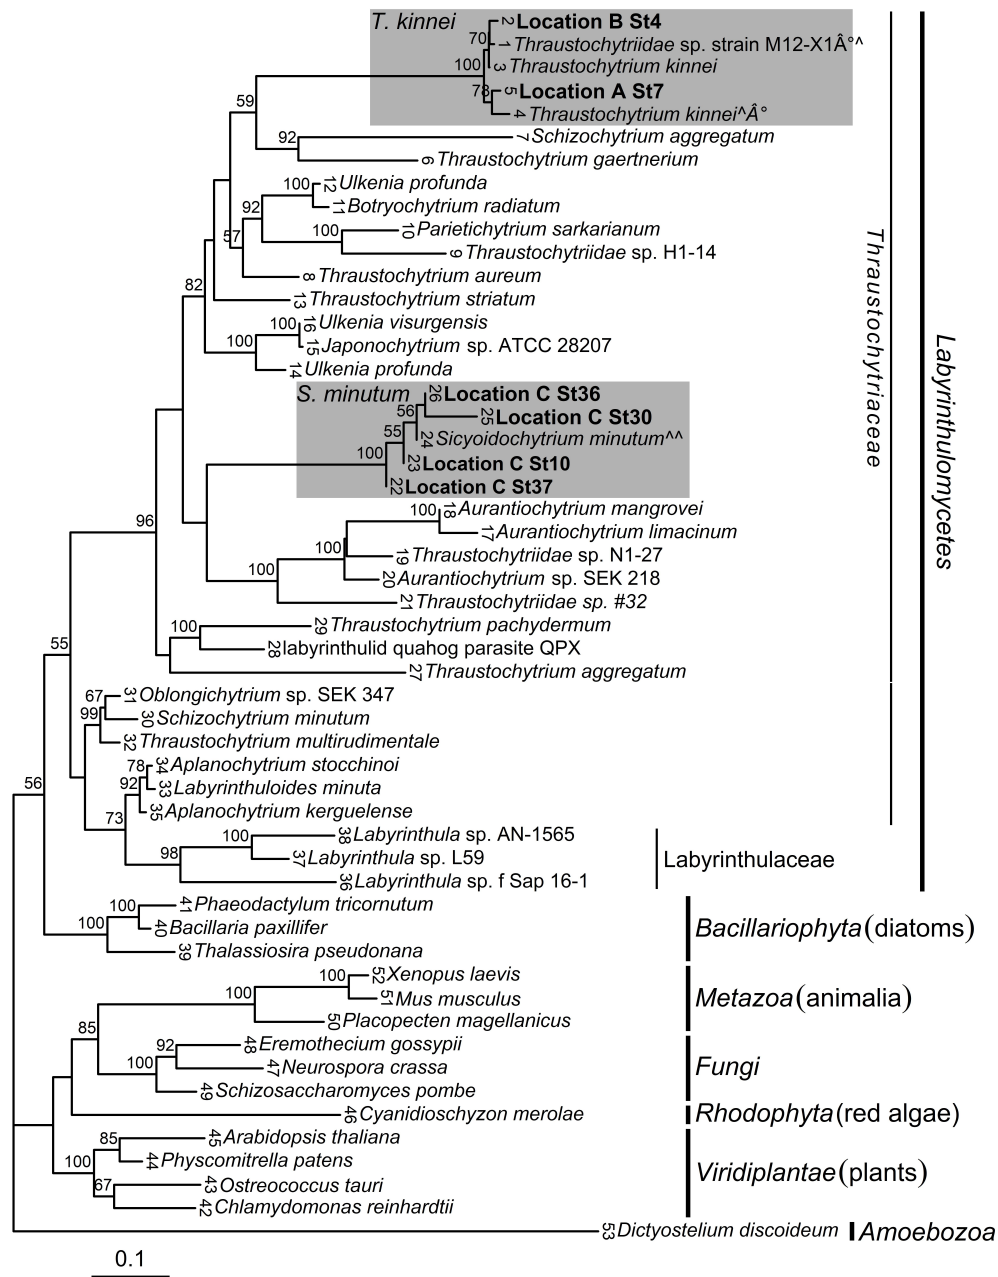 T. kinnei
2 Location B St4
70
1 Thraustochytriidae sp. strain M12-X1Â°^
100
3 Thraustochytrium kinnei
78
5 Location A St7
4 Thraustochytrium kinnei^Â°
59
7 Schizochytrium aggregatum
92
6 Thraustochytrium gaertnerium
100
12 Ulkenia profunda
92
11 Botryochytrium radiatum
100
10 Parietichytrium sarkarianum
57
9 Thraustochytriidae sp. H1-14
8 Thraustochytrium aureum
82
13 Thraustochytrium striatum
100
16 Ulkenia visurgensis
100
15 Japonochytrium sp. ATCC 28207
14 Ulkenia profunda
S. minutum
26 Location C St36
56
25 Location C St30
55
24 Sicyoidochytrium minutum^^
100
23 Location C St10
22 Location C St37
96
100
18 Aurantiochytrium mangrovei
17 Aurantiochytrium limacinum
100
19 Thraustochytriidae sp. N1-27
100
20 Aurantiochytrium sp. SEK 218
21 Thraustochytriidae sp. #32
100
29 Thraustochytrium pachydermum
28 labyrinthulid quahog parasite QPX
27 Thraustochytrium aggregatum
55
67
31 Oblongichytrium sp. SEK 347
99
30 Schizochytrium minutum
32 Thraustochytrium multirudimentale
78
34 Aplanochytrium stocchinoi
56
92
33 Labyrinthuloides minuta
35 Aplanochytrium kerguelense
73
100
38 Labyrinthula sp. AN-1565
98
37 Labyrinthula sp. L59
36 Labyrinthula sp. f Sap 16-1
Thraustochytriaceae
Labyrinthulaceae
Labyrinthulomycetes
100
41 Phaeodactylum tricornutum
100
40 Bacillaria paxillifer
39 Thalassiosira pseudonana
Bacillariophyta (diatoms)
100
52 Xenopus laevis
100
51 Mus musculus
50 Placopecten magellanicus
Metazoa (animalia)
85
92
48 Eremothecium gossypii
100
47 Neurospora crassa
49 Schizosaccharomyces pombe
Fungi
46 Cyanidioschyzon merolae
Rhodophyta (red algae)
85
45 Arabidopsis thaliana
100
44 Physcomitrella patens
67
43 Ostreococcus tauri
42 Chlamydomonas reinhardtii
Viridiplantae (plants)
53 Dictyostelium discoideum
Amoebozoa
0.1